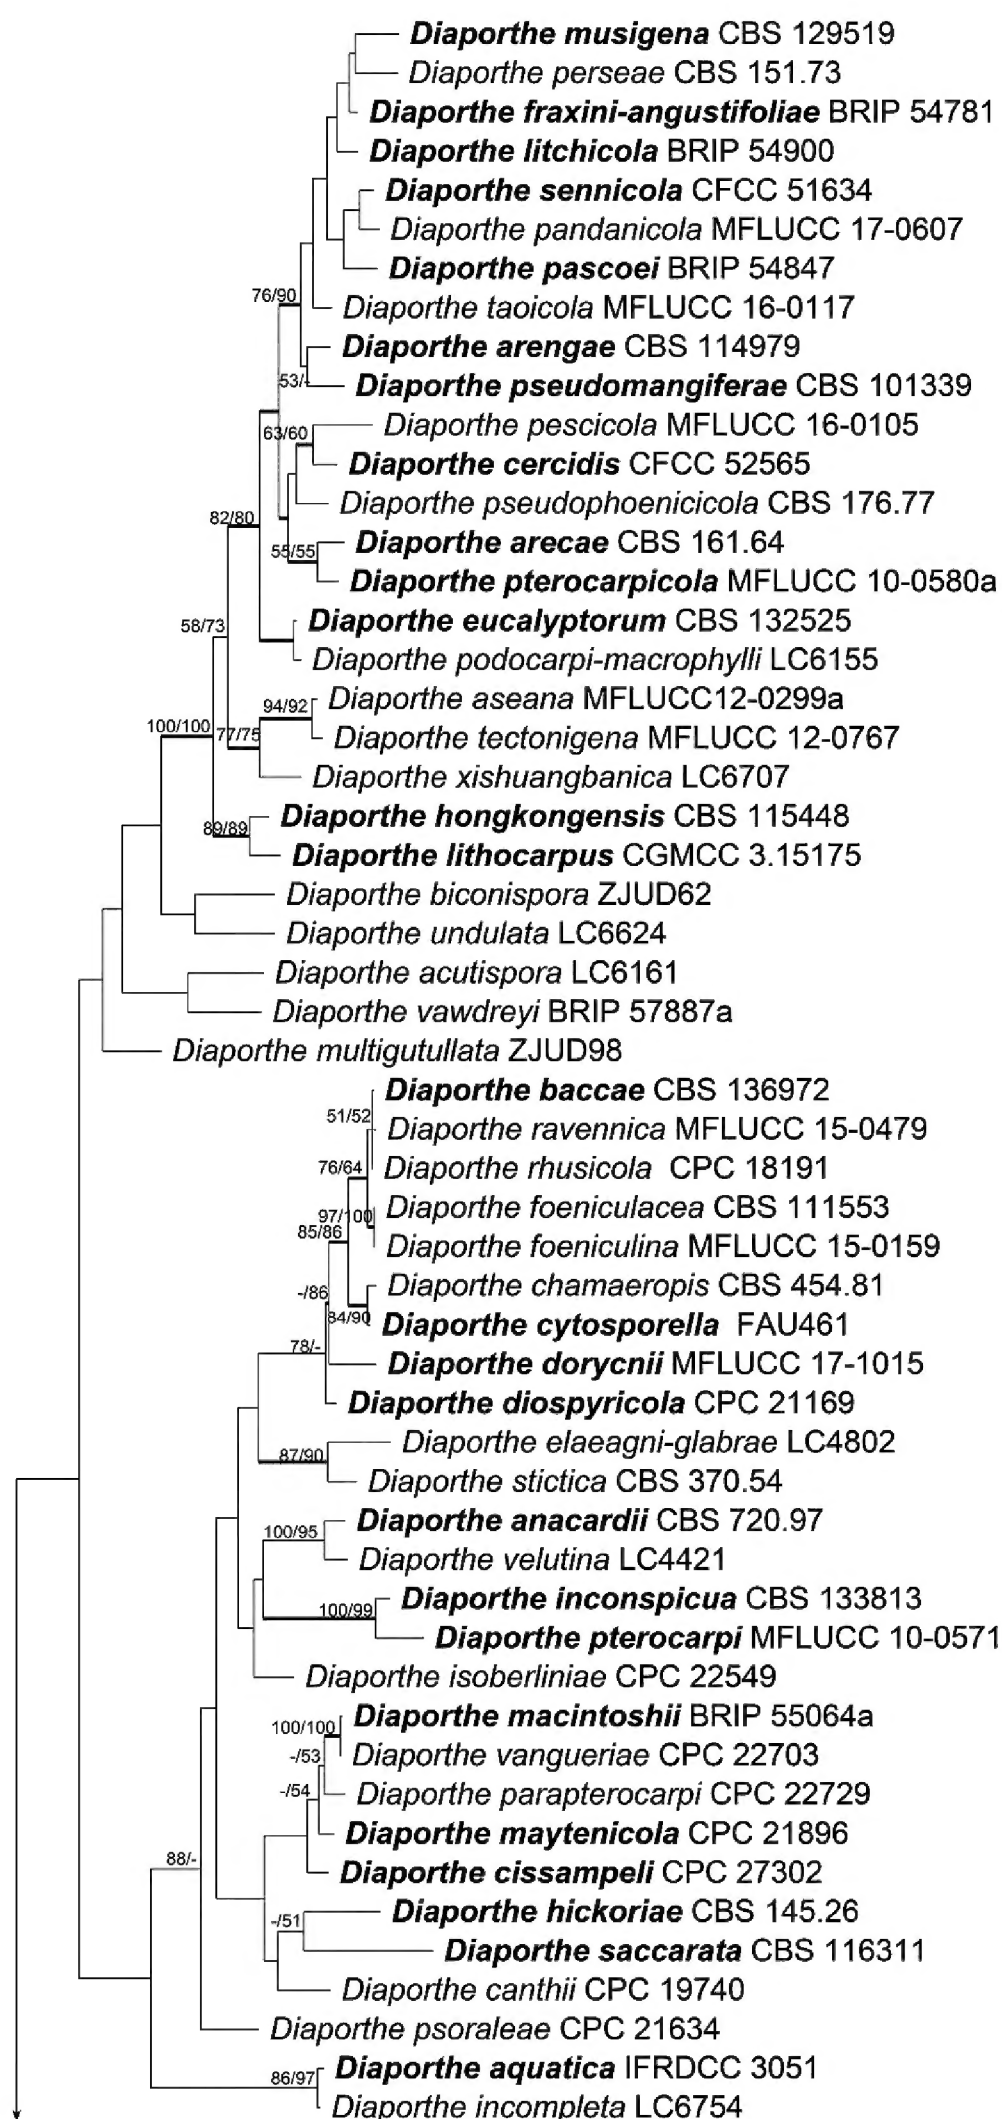 Diaporthe musigena CBS 129519
Diaporthe perseae CBS 151.73
Diaporthe fraxini-angustifoliae BRIP 54781
Diaporthe litchicola BRIP 54900
Diaporthe sennicola CFCC 51634
Diaporthe pandanicola MFLUCC 17-0607
Diaporthe pascoei BRIP 54847
76/90
Diaporthe taoicola MFLUCC 16-0117
Diaporthe arengae CBS 114979
53/-
Diaporthe pseudomangiferae CBS 101339
Diaporthe pescicola MFLUCC 16-0105
63/60
Diaporthe cercidis CFCC 52565
Diaporthe pseudophoenicicola CBS 176.77
82/80
Diaporthe arecae CBS 161.64
55/55
Diaporthe pterocarpicola MFLUCC 10-0580a
Diaporthe eucalyptorum CBS 132525
58/73
Diaporthe podocarpi-macrophylli LC6155
Diaporthe aseana MFLUCC12-0299a
94/92
100/100
77/75
Diaporthe tectonigena MFLUCC 12-0767
Diaporthe xishuangbanica LC6707
Diaporthe hongkongensis CBS 115448
89/89
Diaporthe lithocarpus CGMCC 3.15175
Diaporthe biconispora ZJUD62
Diaporthe undulata LC6624
Diaporthe acutispora LC6161
Diaporthe vawdreyi BRIP 57887a
Diaporthe multigutullata ZJUD98
Diaporthe baccae CBS 136972
51/52
Diaporthe ravennica MFLUCC 15-0479
76/64
Diaporthe rhusicola CPC 18191
Diaporthe foeniculacea CBS 111553
97/100
85/86
Diaporthe foeniculina MFLUCC 15-0159
Diaporthe chamaeropis CBS 454.81
-/86
84/90
Diaporthe cytosporella FAU461
78/-
Diaporthe dorycnii MFLUCC 17-1015
Diaporthe diospyricola CPC 21169
Diaporthe elaeagni-glabrae LC4802
87/90
Diaporthe stictica CBS 370.54
Diaporthe anacardii CBS 720.97
100/95
Diaporthe velutina LC4421
Diaporthe inconspicua CBS 133813
100/99
Diaporthe pterocarpi MFLUCC 10-0571
Diaporthe isoberliniae CPC 22549
Diaporthe macintoshii BRIP 55064a
100/100
-/53
Diaporthe vangueriae CPC 22703
-/54
Diaporthe parapterocarpi CPC 22729
Diaporthe maytenicola CPC 21896
88/-
Diaporthe cissampeli CPC 27302
Diaporthe hickoriae CBS 145.26
-/51
Diaporthe saccarata CBS 116311
Diaporthe canthii CPC 19740
Diaporthe psoraleae CPC 21634
Diaporthe aquatica IFRDCC 3051
86/97
Diaporthe incompleta LC6754